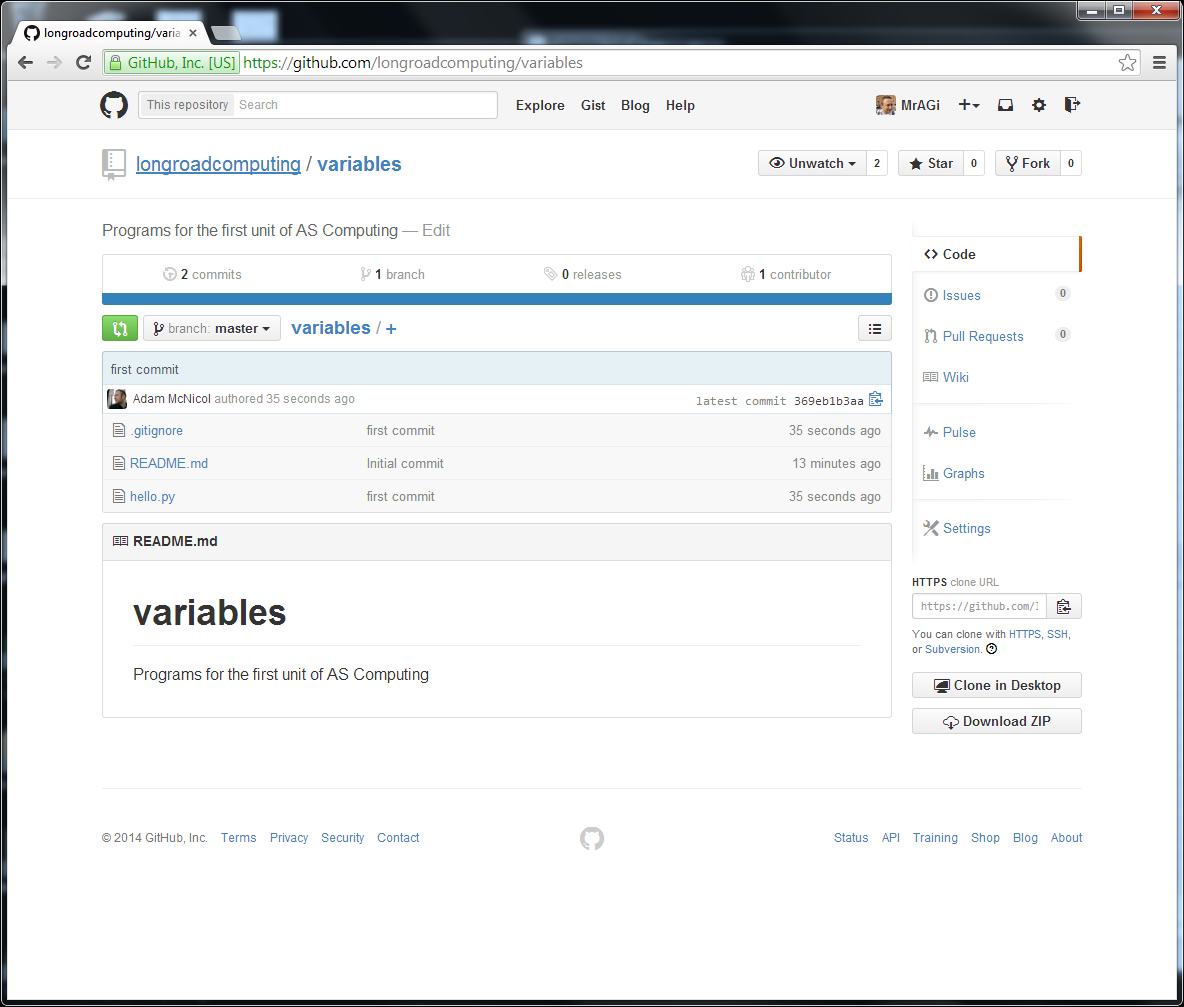 longroadcomputing/varia
GitHub, Inc. [US] https://github.com/longroadcomputing/variables
This repository Search Explore Gist Blog Help MrAGi
longroadcomputing / variables Unwatch 2 Star 0 Fork 0
Programs for the first unit of AS Computing — Edit
2 commits 1 branch 0 releases 1 contributor
branch: master variables / +
first commit
Adam McNicol authored 35 seconds ago latest commit 369eb1b3aa
.gitignore first commit 35 seconds ago
README.md Initial commit 13 minutes ago
hello.py first commit 35 seconds ago
README.md
variables
Programs for the first unit of AS Computing
Code
Issues 0
Pull Requests 0
Wiki
Pulse
Graphs
Settings
HTTPS clone URL
https://github.com/l
You can clone with HTTPS, SSH,
or Subversion.
Clone in Desktop
Download ZIP
© 2014 GitHub, Inc. Terms Privacy Security Contact Status API Training Shop Blog About